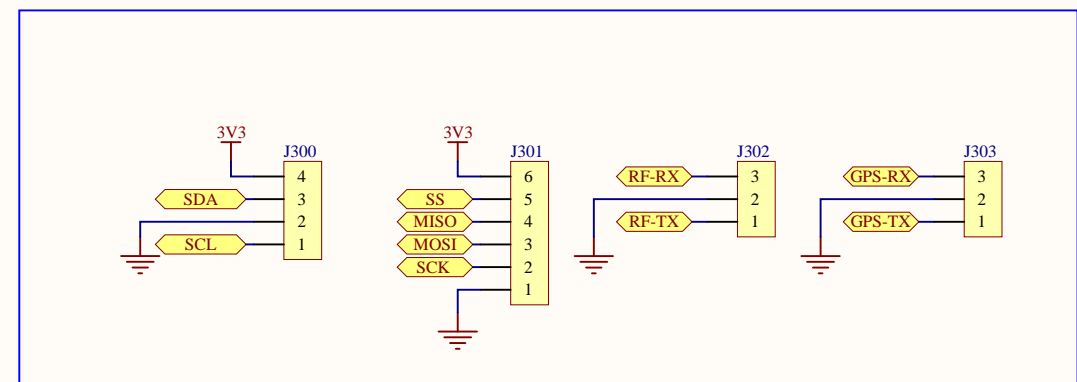 3V3
J300
4
SDA 3
2
SCL 1
3V3
J301
6
SS 5
MISO 4
MOSI 3
SCK 2
1
J302
RF-RX 3
2
RF-TX 1
J303
GPS-RX 3
2
GPS-TX 1